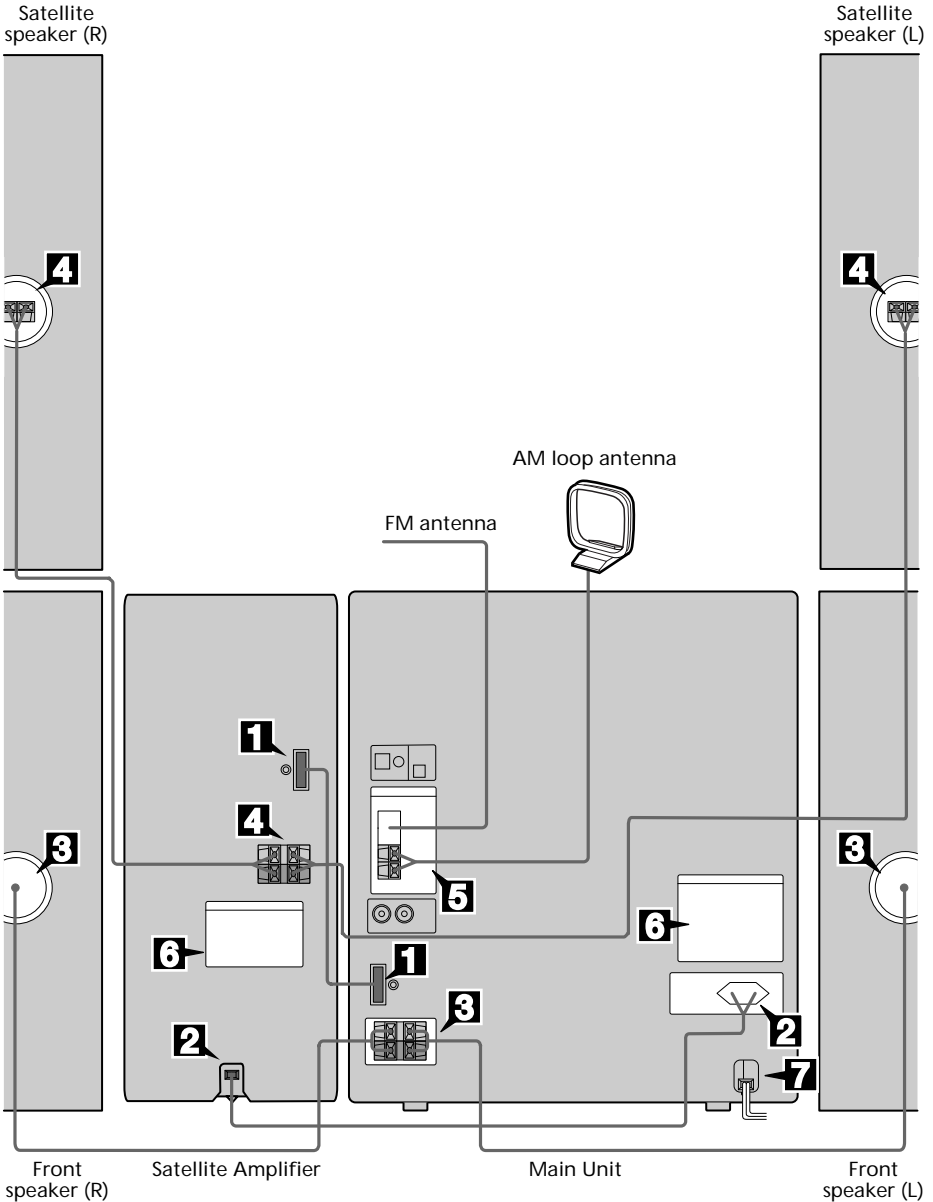 Satellite
speaker (R)
Satellite
speaker (L)
4
4
AM loop antenna
FM antenna
1
4
3
3
5
6
6
1
3
2
2
7
Front
speaker (R)
Satellite Amplifier
Main Unit
Front
speaker (L)